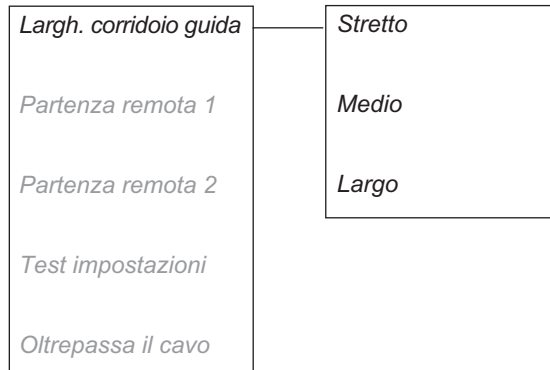 Largh. corridoio guida
Partenza remota 1
Partenza remota 2
Test impostazioni
Oltrepassa il cavo
Stretto
Medio
Largo